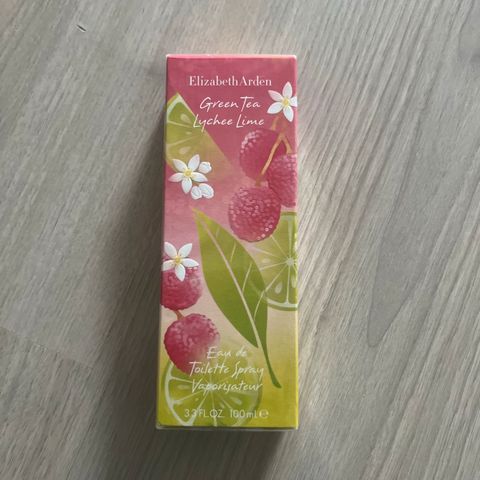 Elizabeth Arden
Green Tea
Lychee Lime
Eau de
Toilette Spray
Vaporisateur
3.3 FL.OZ. 100 ml ℮